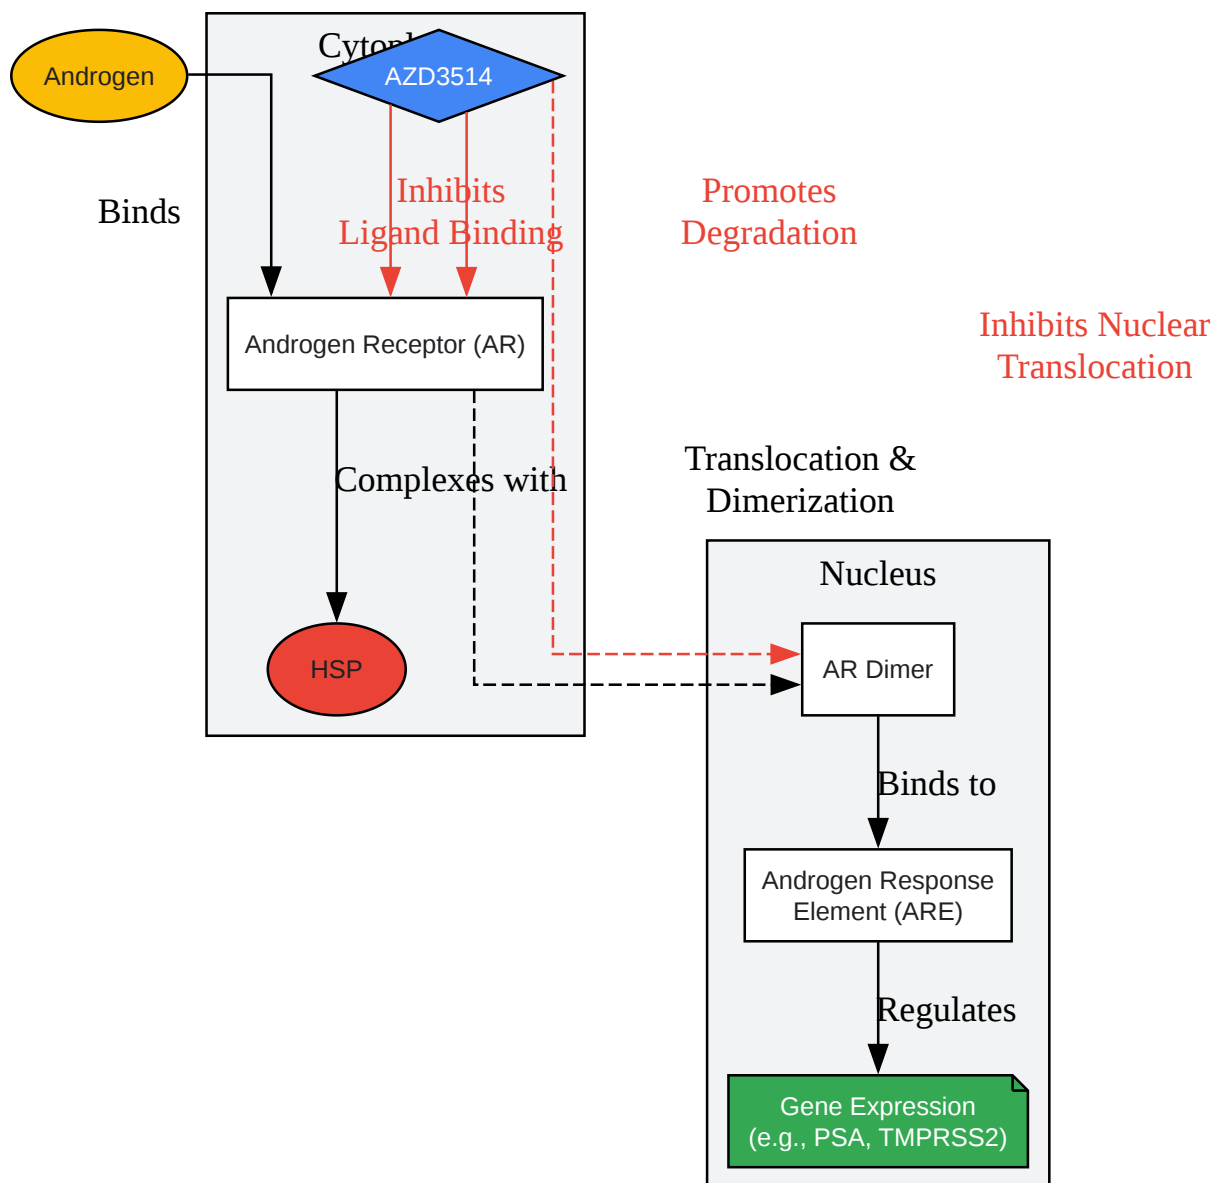 Androgen
AZD3514
Binds
Inhibits
Ligand Binding
Promotes
Degradation
Androgen Receptor (AR)
Inhibits Nuclear
Translocation
Complexes with
Translocation &
Dimerization
Nucleus
HSP
AR Dimer
Binds to
Androgen Response
Element (ARE)
Regulates
Gene Expression
(e.g., PSA, TMPRSS2)